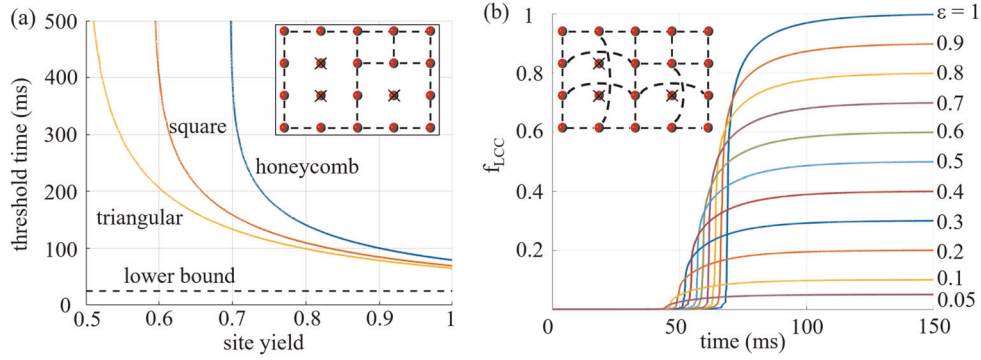 (a)
threshold time (ms)
500
400
300
200
100
0
0.5 0.6 0.7 0.8 0.9 1
site yield
triangular
square
honeycomb
lower bound
(b)
f_LCC
1
0.8
0.6
0.4
0.2
0 50 100 150
time (ms)
ε = 1
0.9
0.8
0.7
0.6
0.5
0.4
0.3
0.2
0.1
0.05